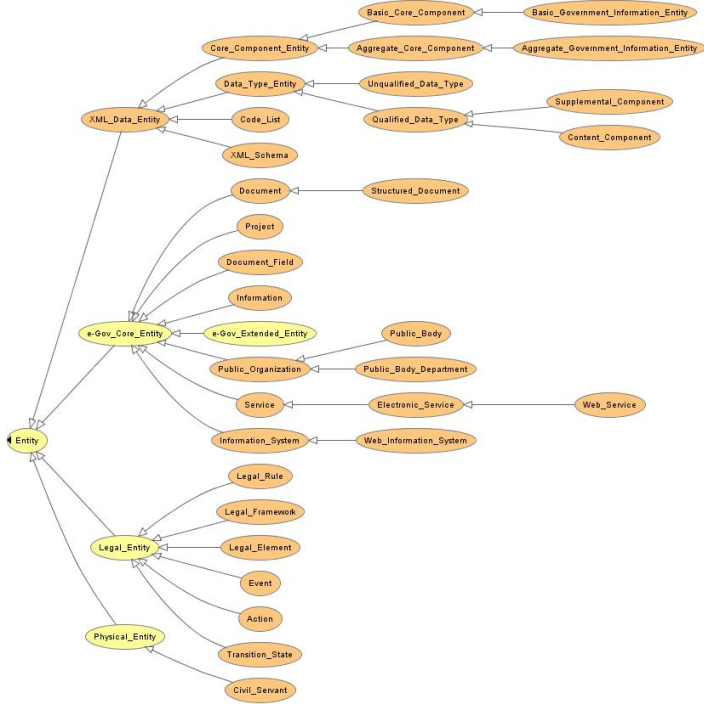 Basic_Core_Component
Basic_Government_Information_Entity
Core_Component_Entity
Aggregate_Core_Component
Aggregate_Government_Information_Entity
Data_Type_Entity
Unqualified_Data_Type
Supplemental_Component
XML_Data_Entity
Code_List
Qualified_Data_Type
Content_Component
XML_Schema
Document
Structured_Document
Project
Document_Field
Information
e-Gov_Core_Entity
e-Gov_Extended_Entity
Public_Body
Public_Organization
Public_Body_Department
Service
Electronic_Service
Web_Service
Entity
Information_System
Web_Information_System
Legal_Rule
Legal_Framework
Legal_Entity
Legal_Element
Event
Action
Physical_Entity
Transition_State
Civil_Servant